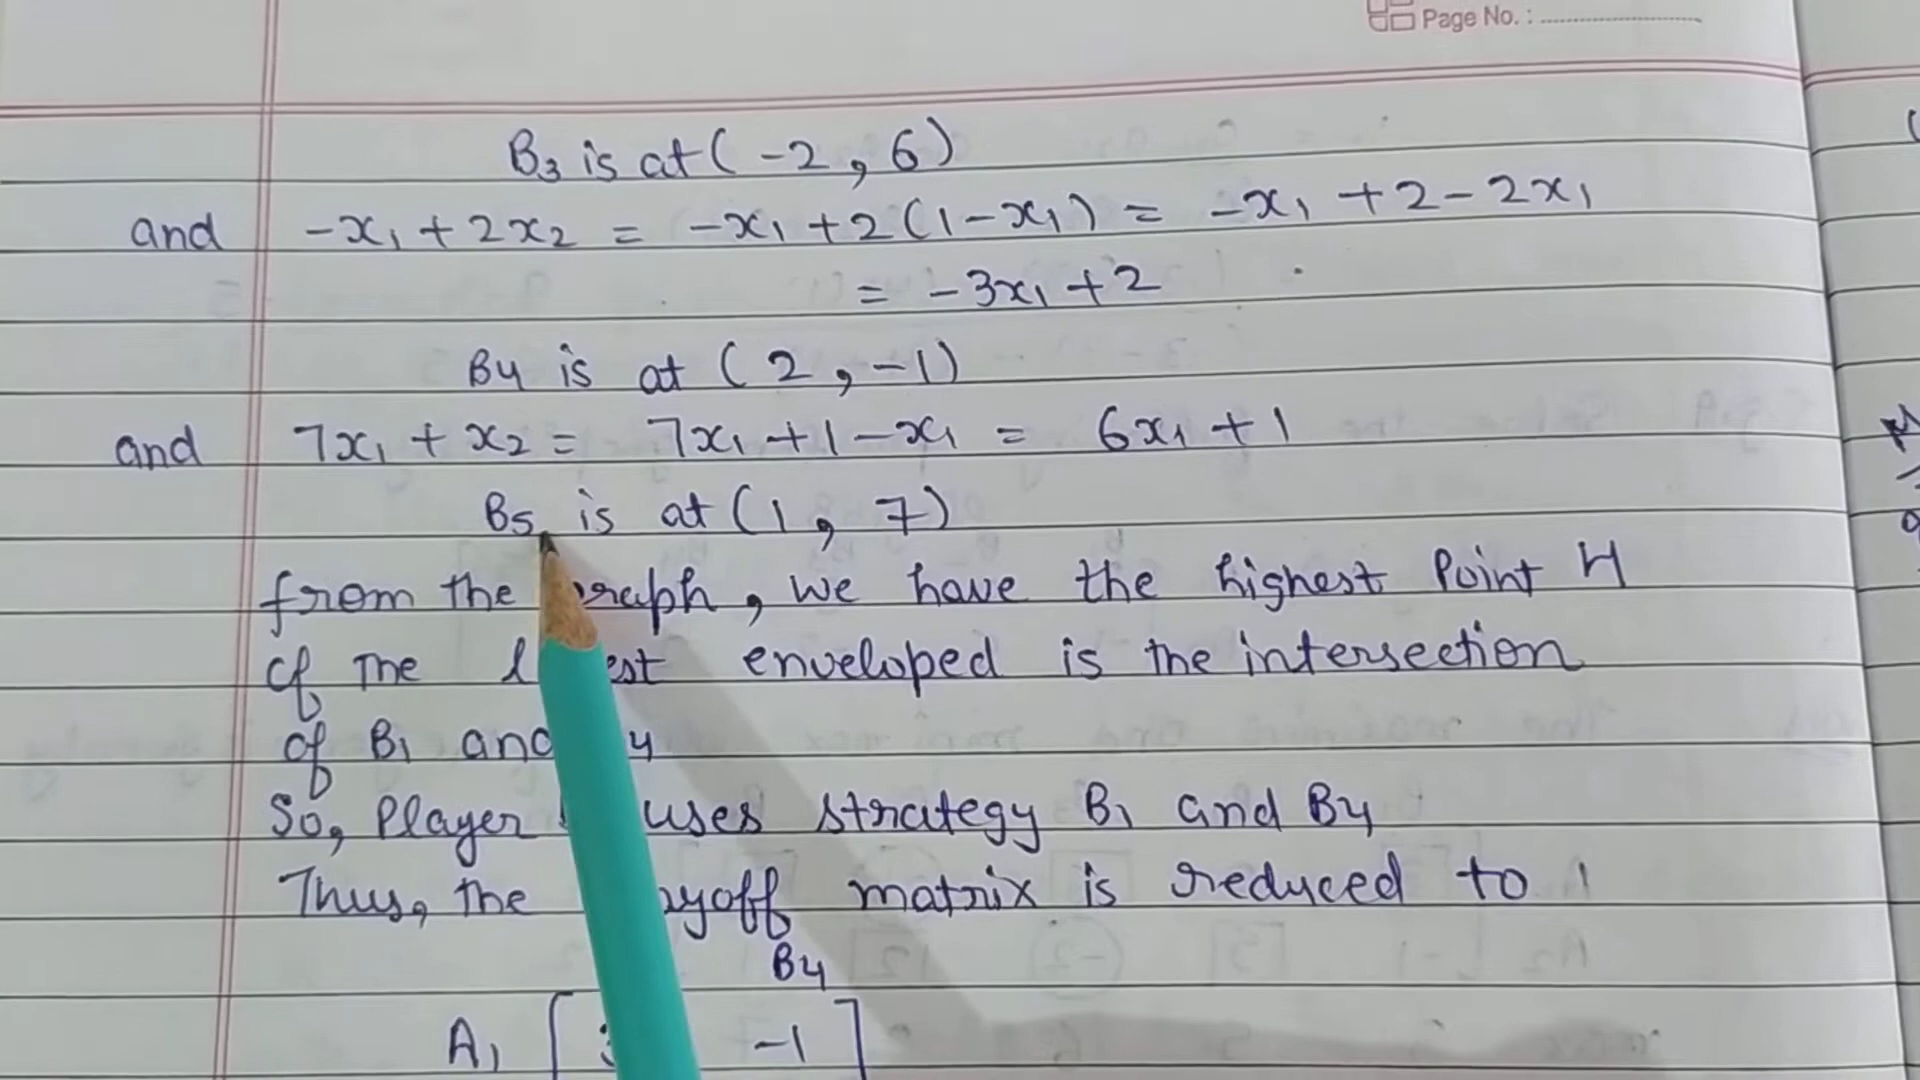 Page No. :
B3 is at (-2, 6)
and -x₁ + 2x₂ = -x₁ + 2(1-x₁) = -x₁ + 2 - 2x₁
= -3x₁ + 2
B4 is at (2, -1)
and 7x₁ + x₂ = 7x₁ + 1 - x₁ = 6x₁ + 1
B5 is at (1, 7)
from the, we have the highest Point H
of The enveloped is the intersection
of B₁ and 4
So, Player uses strategy B₁ and B4
Thus, the matrix is reduced to
B4
A₁ [ -1 ]